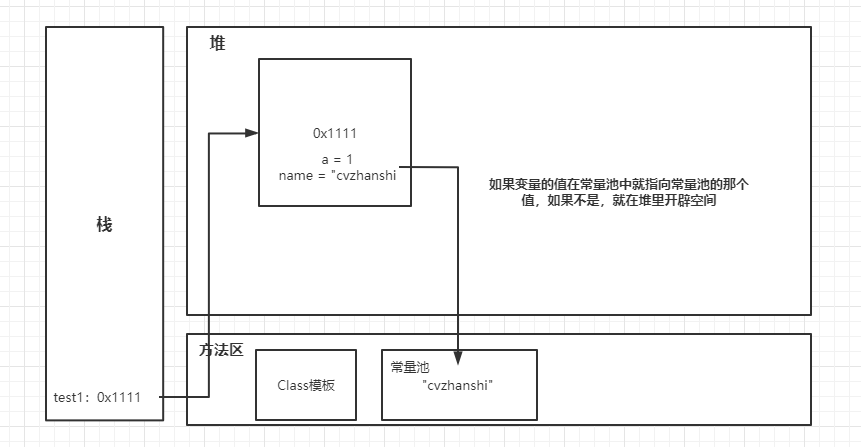 堆
0x1111
a = 1
name = "cvzhanshi
如果变量的值在常量池中就指向常量池的那个
值，如果不是，就在堆里开辟空间
栈
test1：0x1111
方法区
Class模板
常量池
"cvzhanshi"